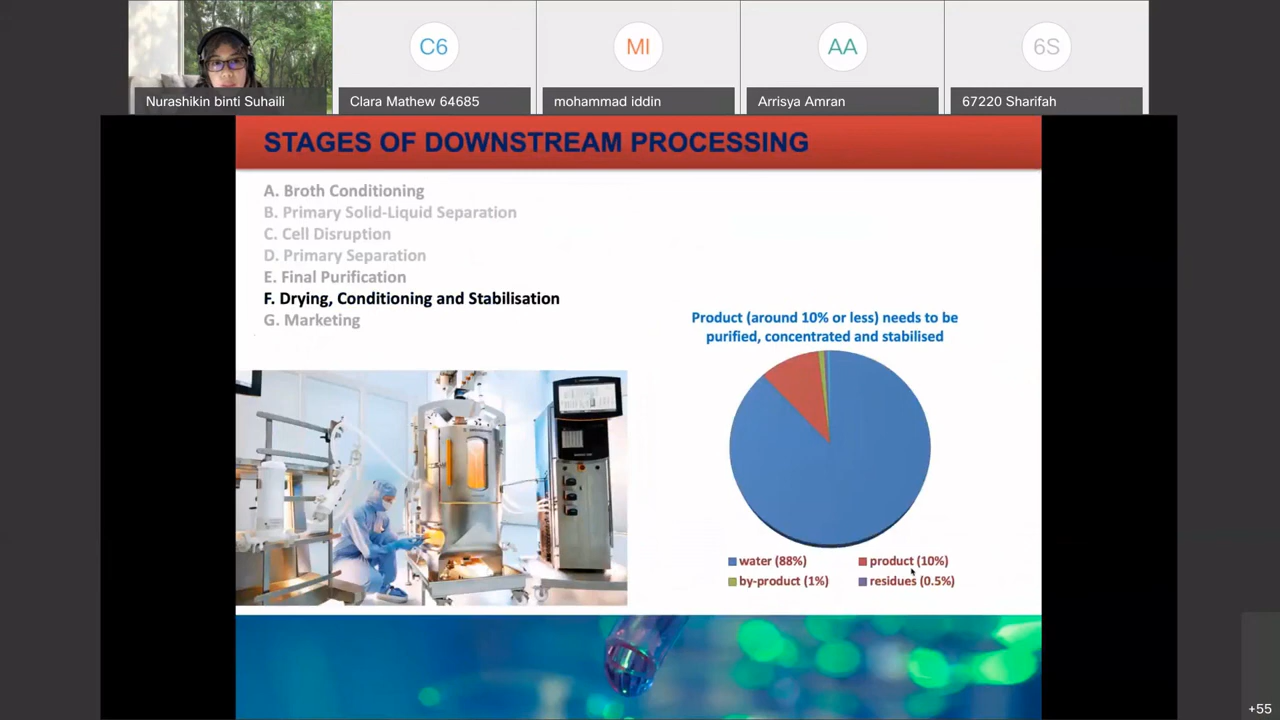 C6
MI
AA
6S
Nurashikin binti Suhaili
Clara Mathew 64685
mohammad iddin
Arrisya Amran
67220 Sharifah
STAGES OF DOWNSTREAM PROCESSING
A. Broth Conditioning
B. Primary Solid-Liquid Separation
C. Cell Disruption
D. Primary Separation
E. Final Purification
F. Drying, Conditioning and Stabilisation
G. Marketing
Product (around 10% or less) needs to be
purified, concentrated and stabilised
water (88%)
product (10%)
by-product (1%)
residues (0.5%)
+55